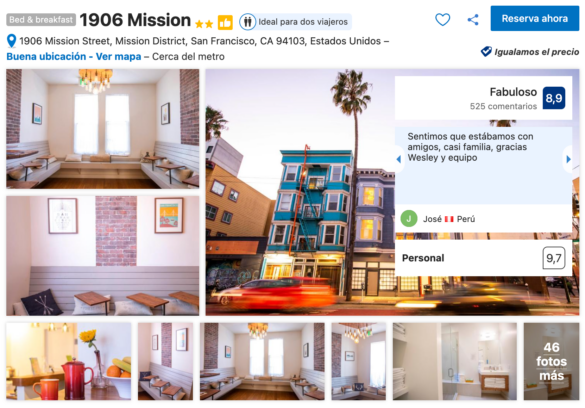 Bed & breakfast 1906 Mission Ideal para dos viajeros
Reserva ahora
1906 Mission Street, Mission District, San Francisco, CA 94103, Estados Unidos –
Buena ubicación - Ver mapa – Cerca del metro
Igualamos el precio
Fabuloso 8,9
525 comentarios
Sentimos que estábamos con
amigos, casi familia, gracias
Wesley y equipo
J José Perú
Personal 9,7
46
fotos
más